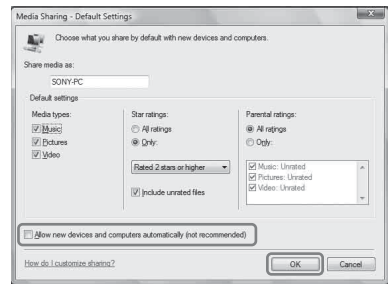 Media Sharing - Default Settings
Choose what you share by default with new devices and computers.
Share media as:
SONY-PC
Default settings
Media types:
Music
Pictures
Video
Star ratings:
All ratings
Only:
Rated 2 stars or higher
Include unrated files
Parental ratings:
All ratings
Only:
Music: Unrated
Pictures: Unrated
Video: Unrated
Allow new devices and computers automatically (not recommended)
How do I customize sharing?
OK
Cancel